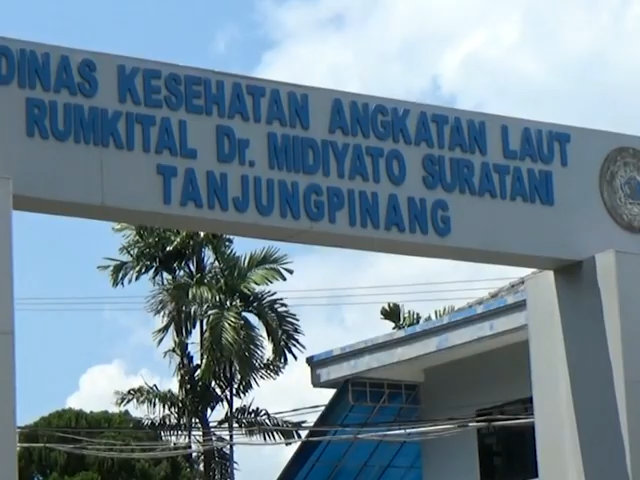 DINAS KESEHATAN ANGKATAN LAUT
RUMKITAL Dr. MIDIYATO SURATANI
TANJUNGPINANG